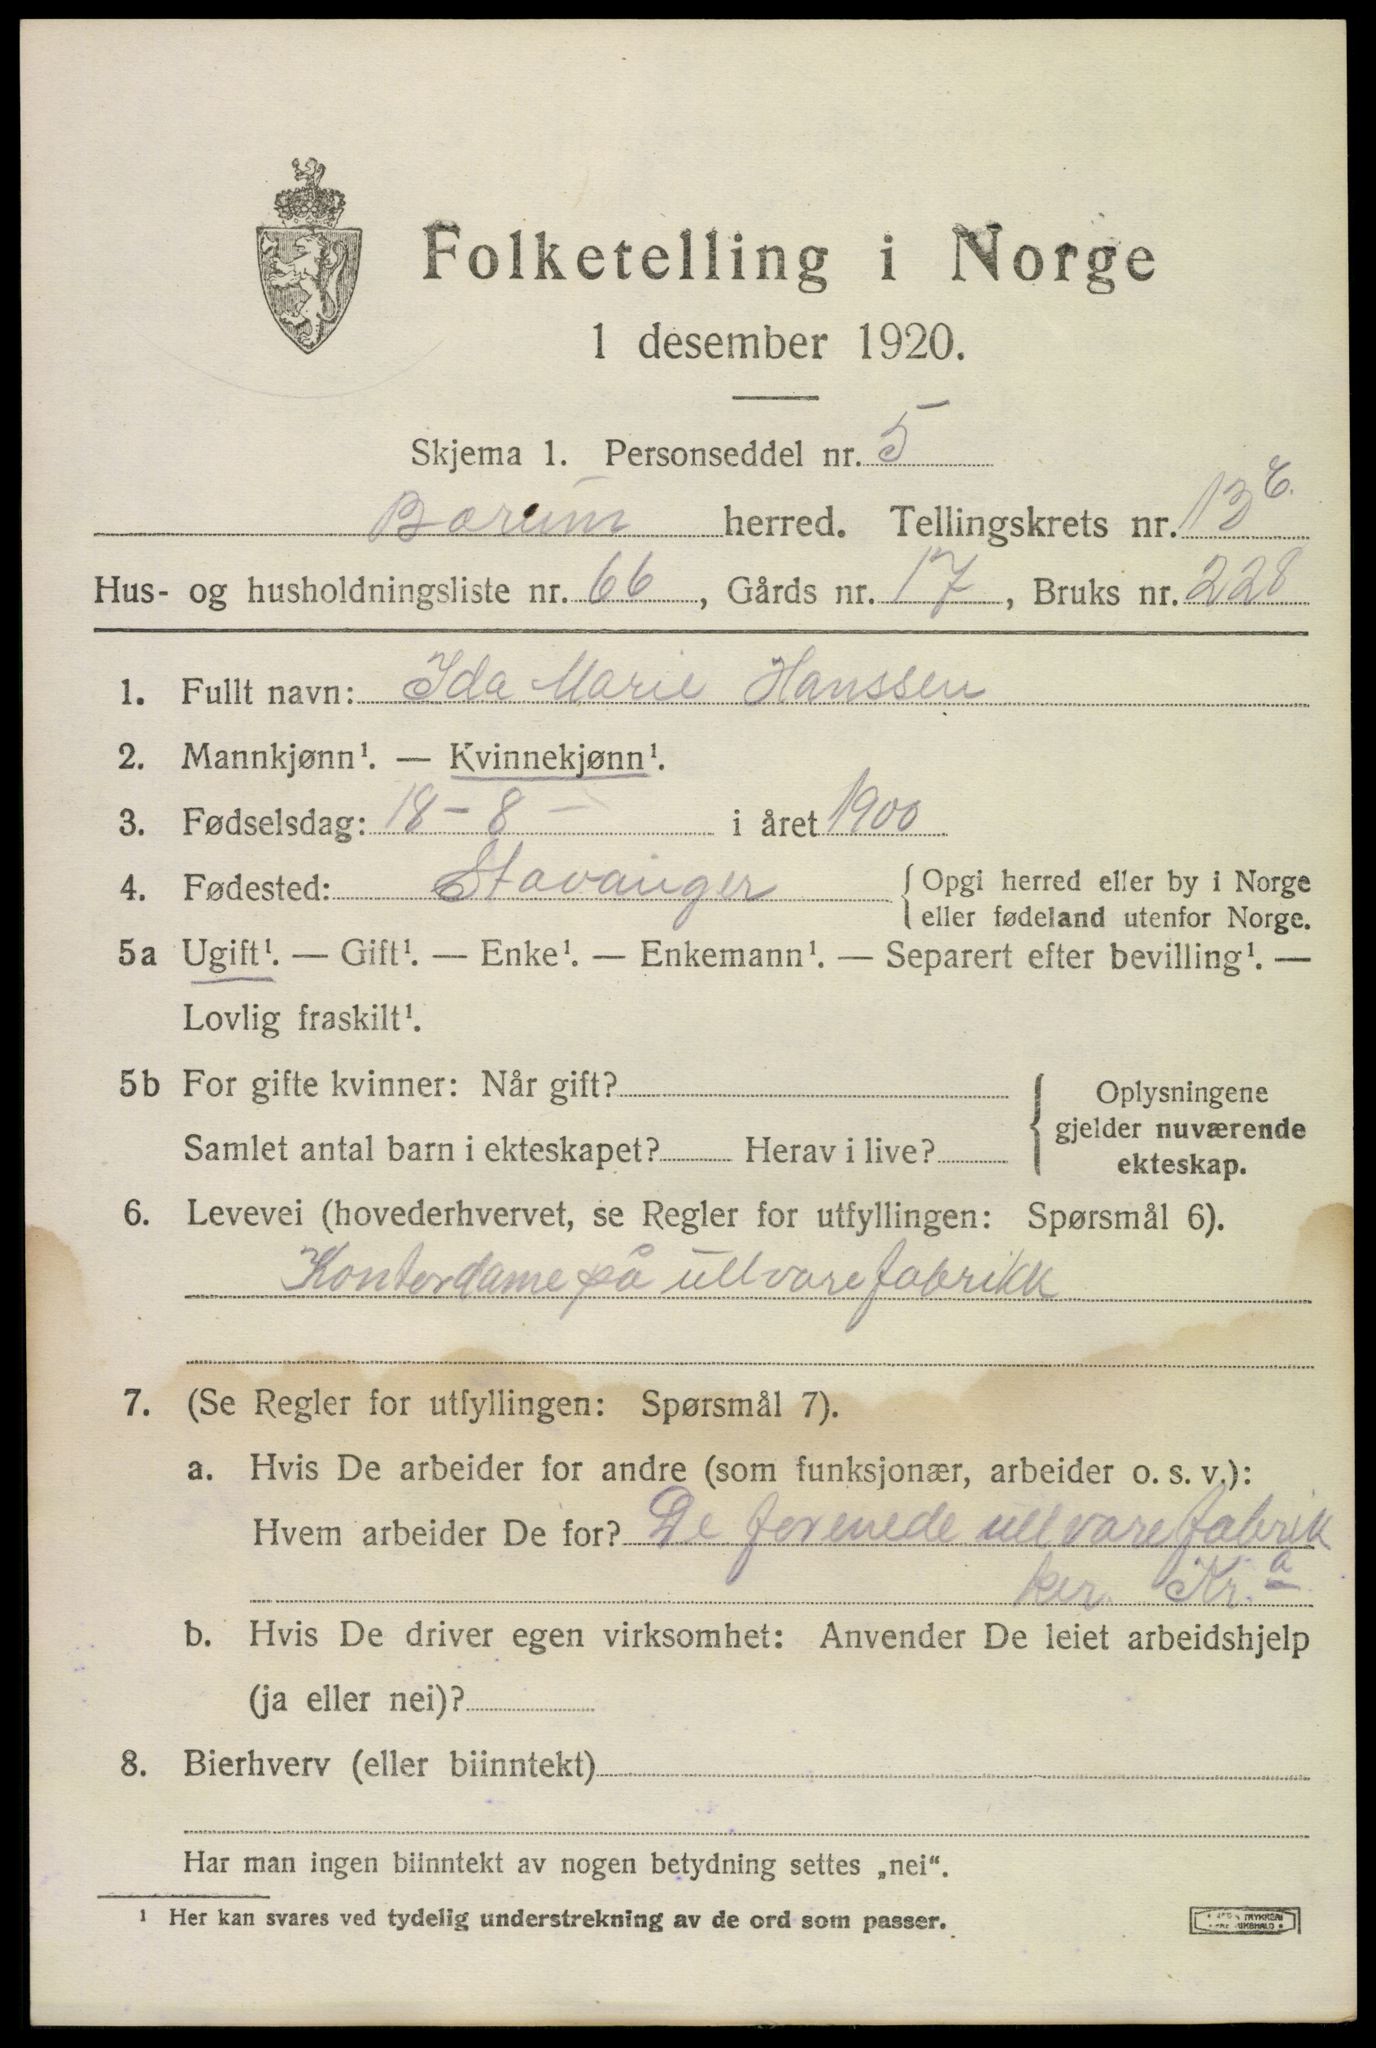 Folketelling i Norge
1 desember 1920.
Skjema 1. Personseddel nr. 5
Bærum herred. Tellingskrets nr. 13 c.
Hus- og husholdningsliste nr. 66, Gårds nr. 17, Bruks nr. 228
1. Fullt navn: Ida Marie Hanssen
2. Mannkjønn¹. — Kvinnekjønn¹.
3. Fødselsdag: 18 - 8 - i året 1900
4. Fødested: Stavanger { Opgi herred eller by i Norge
eller fødeland utenfor Norge.
5a Ugift¹. — Gift¹. — Enke¹. — Enkemann¹. — Separert efter bevilling¹. —
Lovlig fraskilt¹.
5b For gifte kvinner: Når gift?
Samlet antal barn i ekteskapet? Herav i live?
{ Oplysningene
gjelder nuværende
ekteskap.
6. Levevei (hovederhvervet, se Regler for utfyllingen: Spørsmål 6).
Kontordame på ullvarefabrikk
7. (Se Regler for utfyllingen: Spørsmål 7).
a. Hvis De arbeider for andre (som funksjonær, arbeider o. s. v.):
Hvem arbeider De for? De forenede ullvarefabrik
ker. Kr.a
b. Hvis De driver egen virksomhet: Anvender De leiet arbeidshjelp
(ja eller nei)?
8. Bierhverv (eller biinntekt)
Har man ingen biinntekt av nogen betydning settes „nei“.
¹ Her kan svares ved tydelig understrekning av de ord som passer.